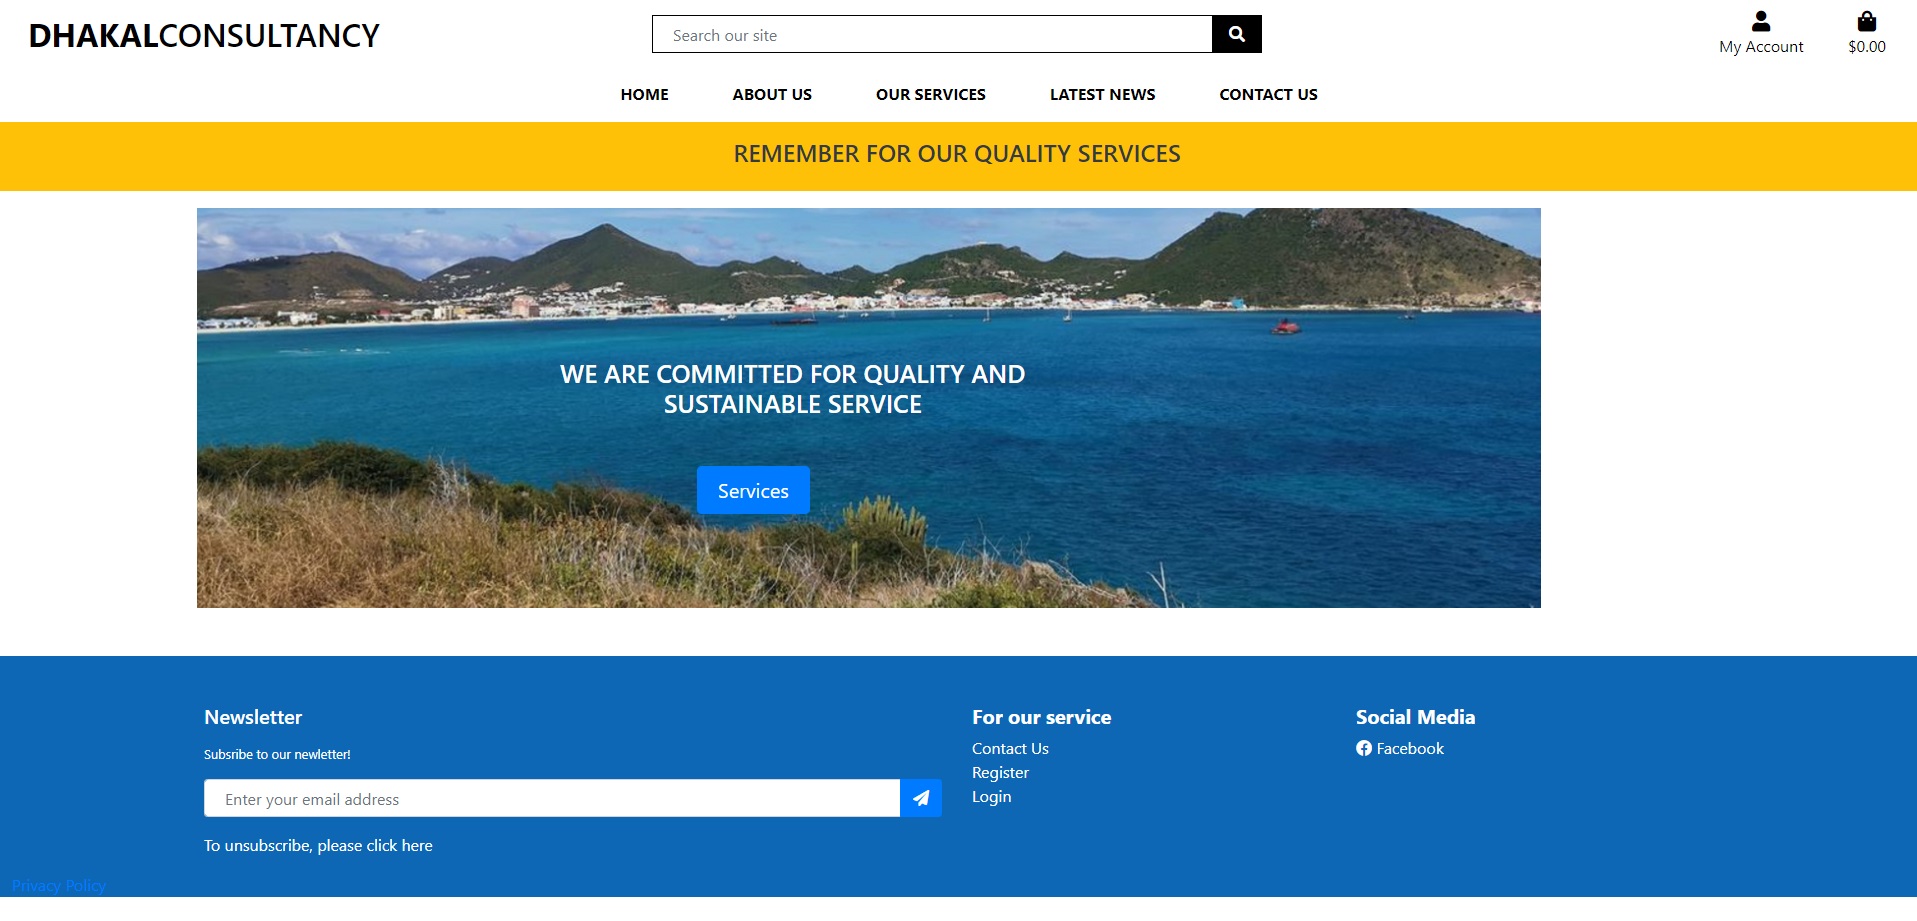 DHAKALCONSULTANCY
Search our site
My Account
$0.00
HOME ABOUT US OUR SERVICES LATEST NEWS CONTACT US
REMEMBER FOR OUR QUALITY SERVICES
WE ARE COMMITTED FOR QUALITY AND
SUSTAINABLE SERVICE
Services
Newsletter
Subsribe to our newletter!
Enter your email address
To unsubscribe, please click here
For our service
Contact Us
Register
Login
Social Media
Facebook
Privacy Policy